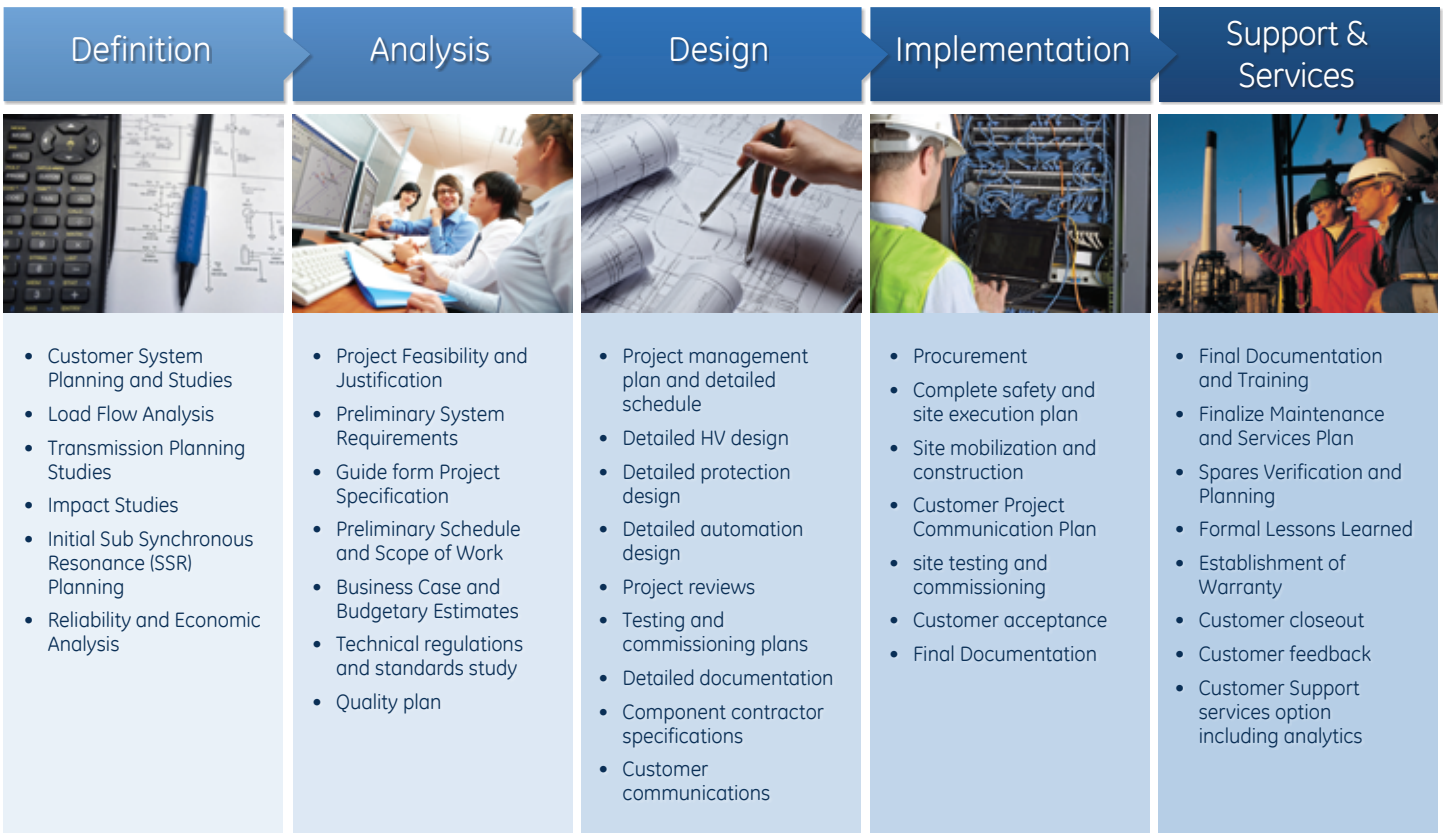 Definition
Analysis
Design
Implementation
Support &
Services
• Customer System
Planning and Studies
• Load Flow Analysis
• Transmission Planning
Studies
• Impact Studies
• Initial Sub Synchronous
Resonance (SSR)
Planning
• Reliability and Economic
Analysis
• Project Feasibility and
Justification
• Preliminary System
Requirements
• Guide form Project
Specification
• Preliminary Schedule
and Scope of Work
• Business Case and
Budgetary Estimates
• Technical regulations
and standards study
• Quality plan
• Project management
plan and detailed
schedule
• Detailed HV design
• Detailed protection
design
• Detailed automation
design
• Project reviews
• Testing and
commissioning plans
• Detailed documentation
• Component contractor
specifications
• Customer
communications
• Procurement
• Complete safety and
site execution plan
• Site mobilization and
construction
• Customer Project
Communication Plan
• site testing and
commissioning
• Customer acceptance
• Final Documentation
• Final Documentation
and Training
• Finalize Maintenance
and Services Plan
• Spares Verification and
Planning
• Formal Lessons Learned
• Establishment of
Warranty
• Customer closeout
• Customer feedback
• Customer Support
services option
including analytics